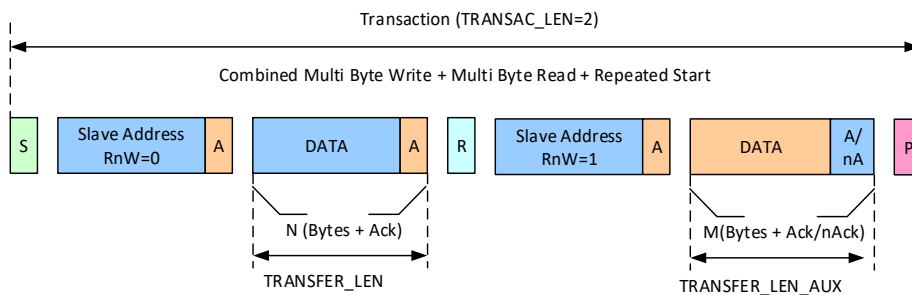 Transaction (TRANSAC_LEN=2)
Combined Multi Byte Write + Multi Byte Read + Repeated Start
S
Slave Address
RnW=0
A
DATA
A
R
Slave Address
RnW=1
A
DATA
A/
nA
P
N (Bytes + Ack)
M(Bytes + Ack/nAck)
TRANSFER_LEN
TRANSFER_LEN_AUX